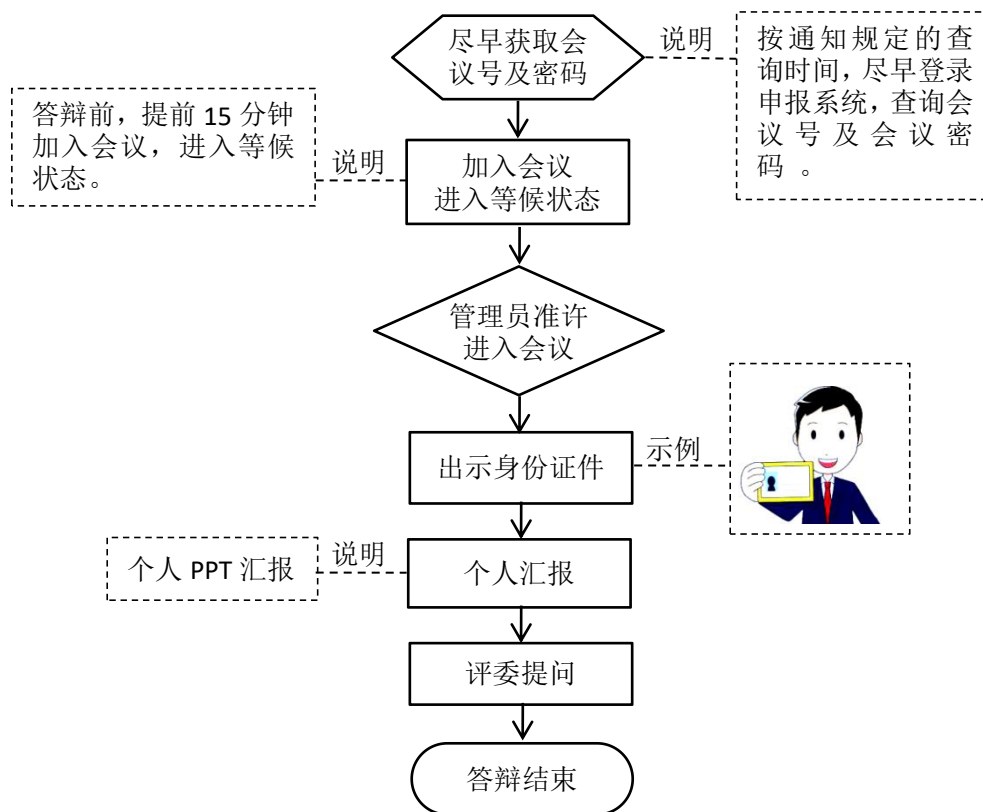 尽早获取会
议号及密码
说明
按通知规定的查
询时间，尽早登录
申报系统，查询会
议号及会议密
码 。
答辩前，提前 15 分钟
加入会议，进入等候
状态。
说明
加入会议
进入等候状态
管理员准许
进入会议
出示身份证件
示例
个人 PPT 汇报
说明
个人汇报
评委提问
答辩结束